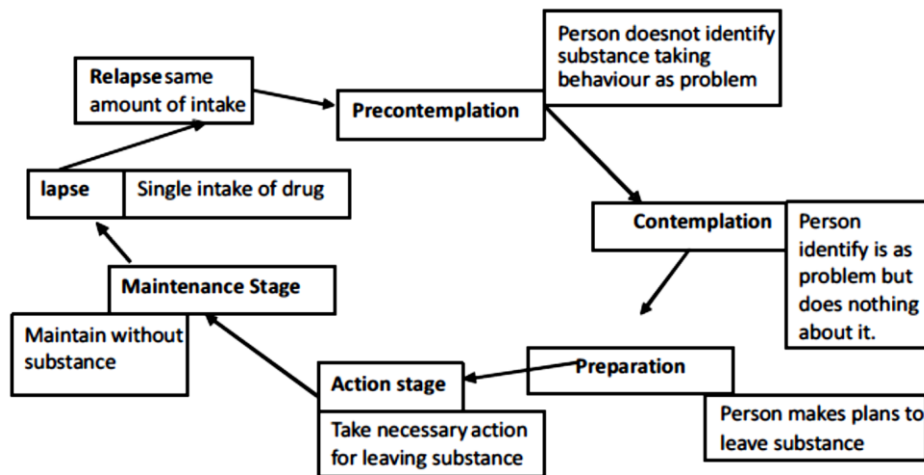 Person doesnot identify
substance taking
behaviour as problem
Relapse same
amount of intake
Precontemplation
lapse
Single intake of drug
Contemplation
Person
identify is as
problem but
does nothing
about it.
Maintenance Stage
Maintain without
substance
Preparation
Action stage
Person makes plans to
leave substance
Take necessary action
for leaving substance